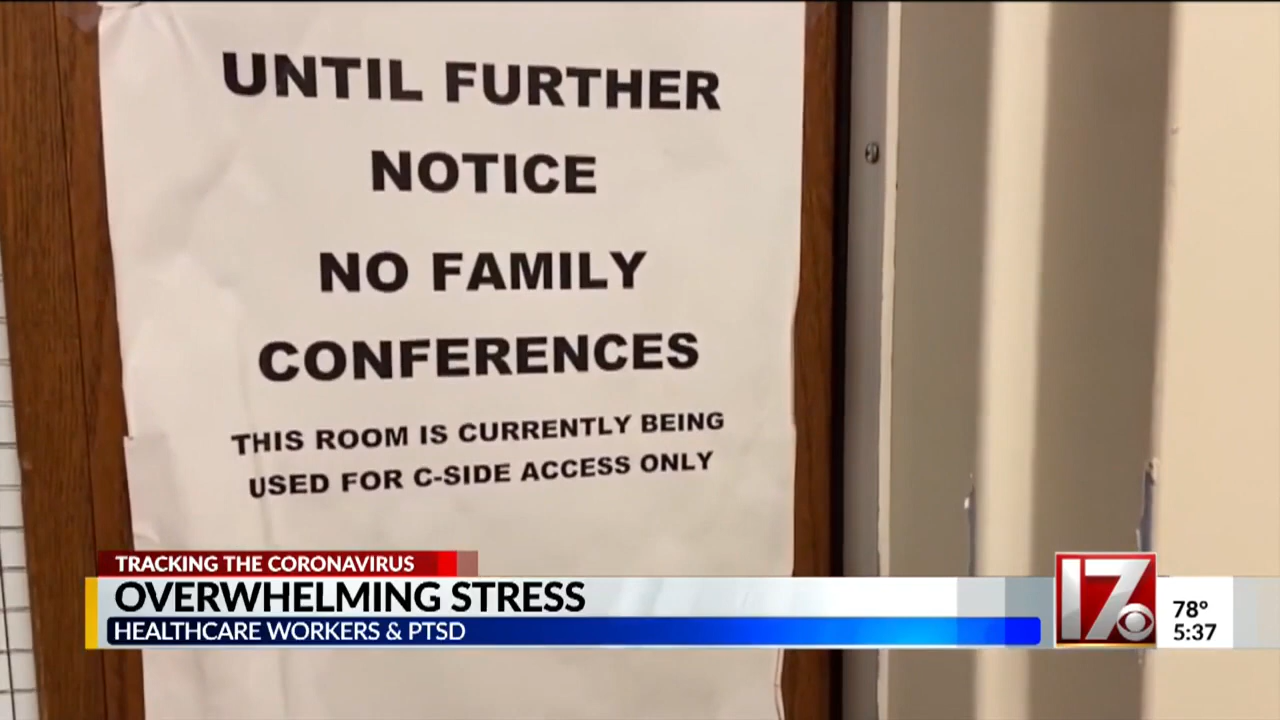 UNTIL FURTHER
NOTICE
NO FAMILY
CONFERENCES
THIS ROOM IS CURRENTLY BEING
USED FOR C-SIDE ACCESS ONLY
TRACKING THE CORONAVIRUS
OVERWHELMING STRESS
HEALTHCARE WORKERS & PTSD
17
78°
5:37